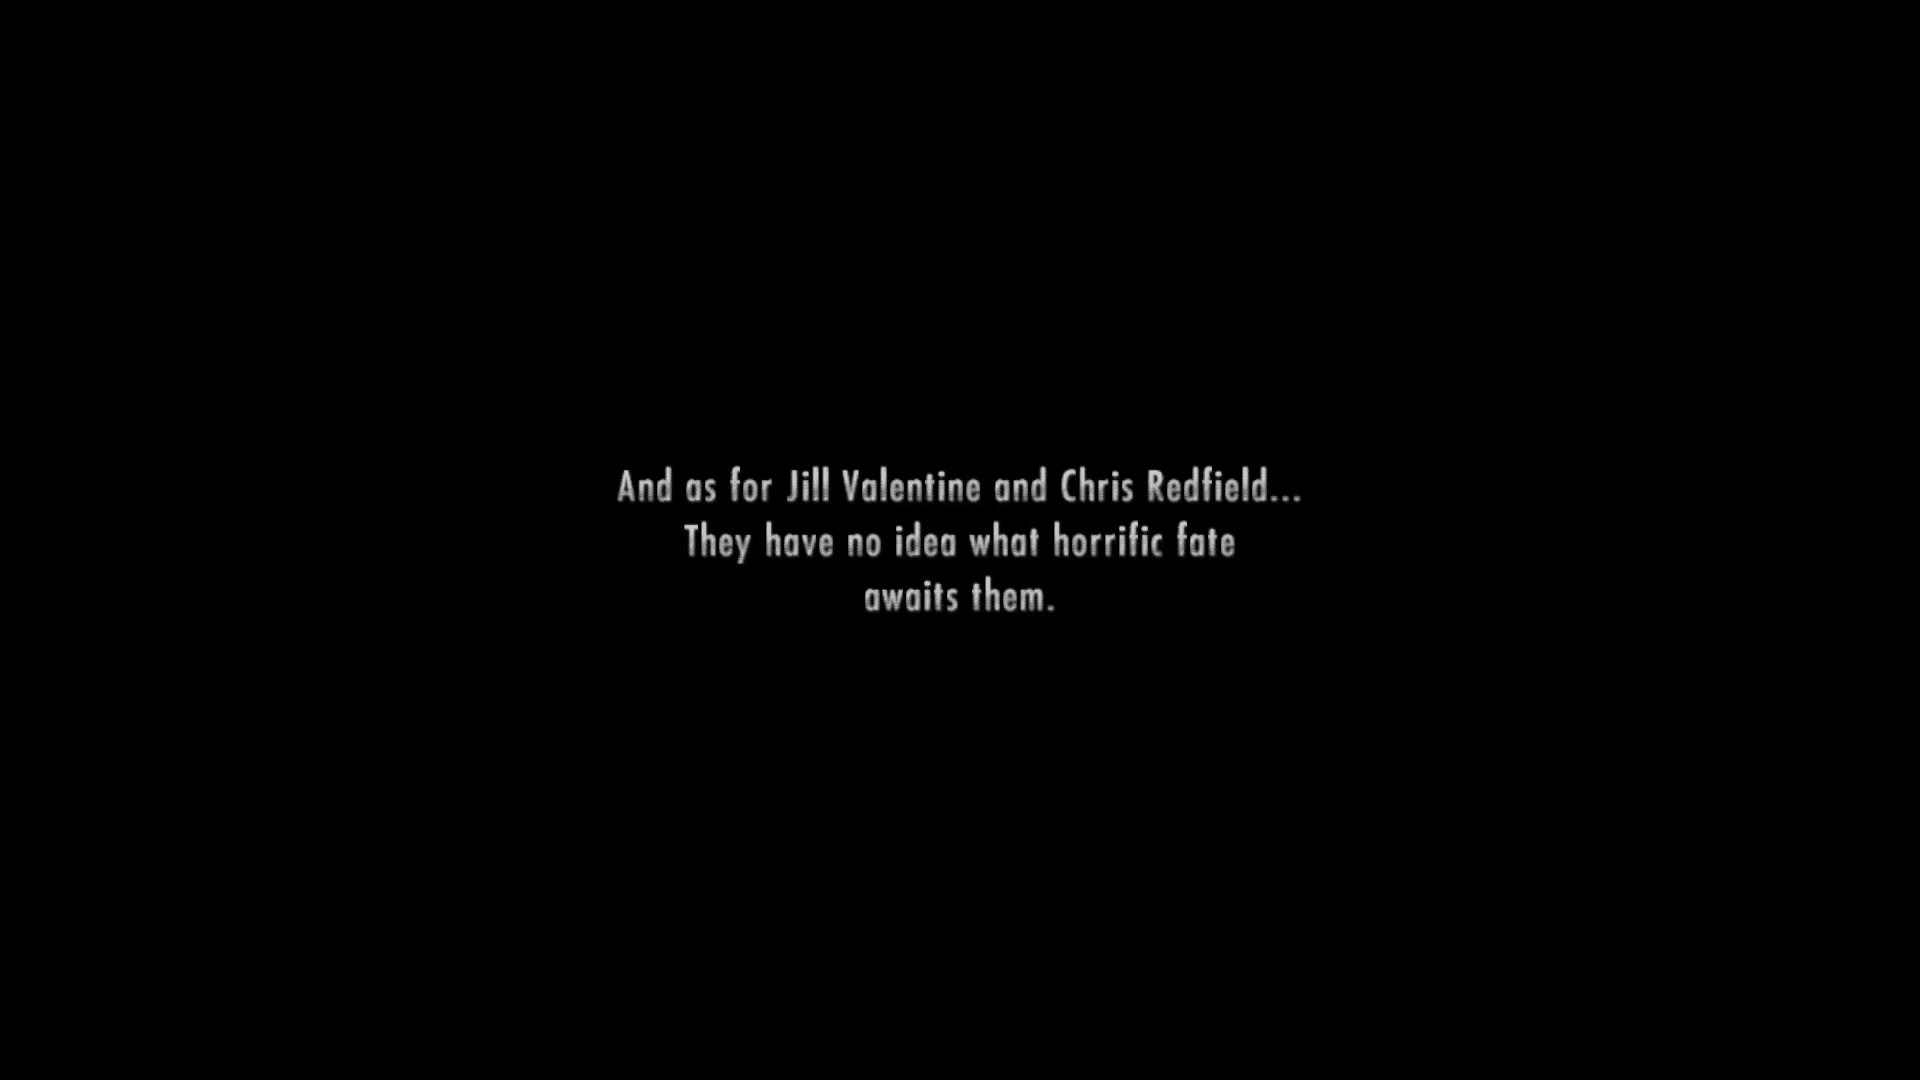 And as for Jill Valentine and Chris Redfield...
They have no idea what horrific fate
awaits them.